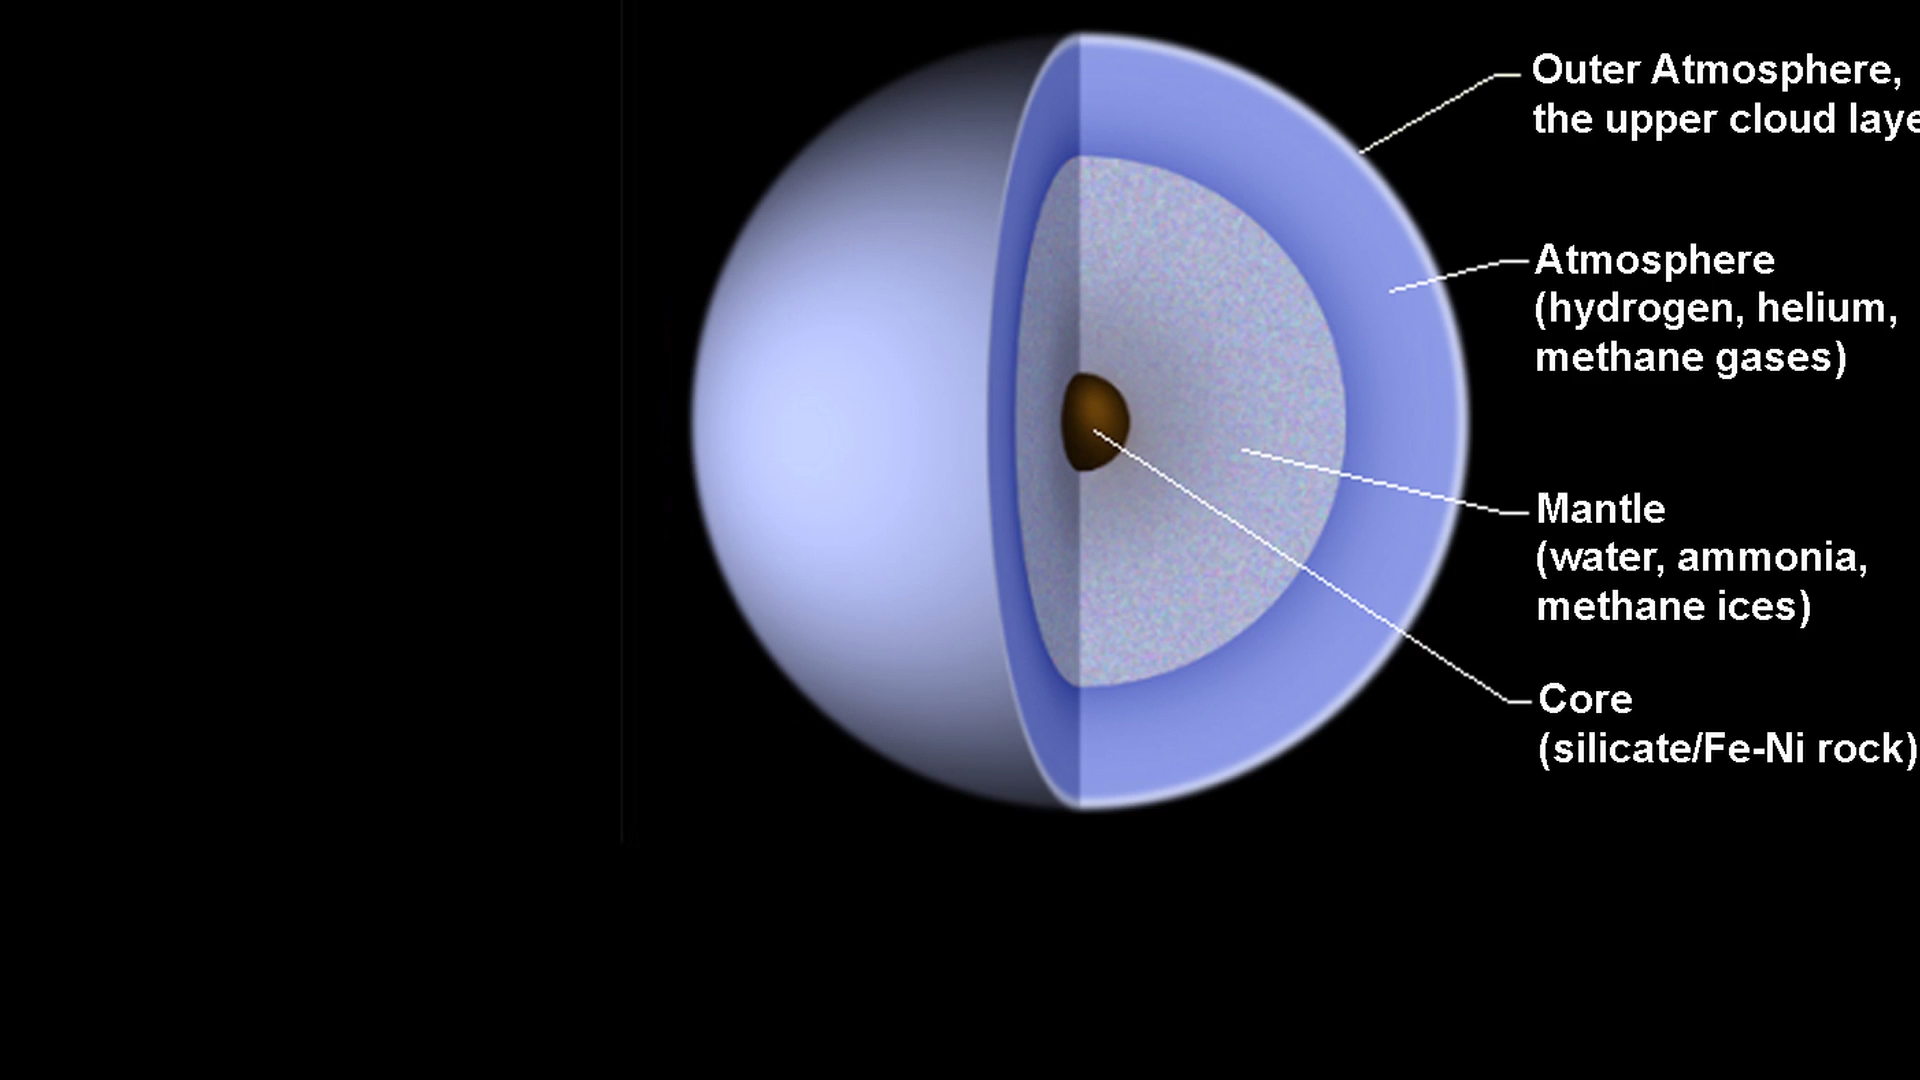 Outer Atmosphere,
the upper cloud
Atmosphere
(hydrogen, helium,
methane gases)
Mantle
(water, ammonia,
methane ices)
Core
(silicate/Fe-Ni rock)